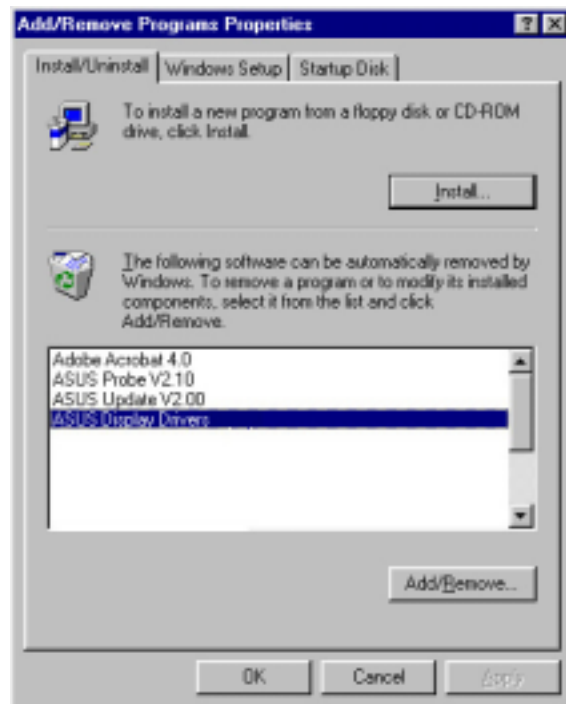 Add/Remove Programs Properties
Install/Uninstall Windows Setup Startup Disk
To install a new program from a floppy disk or CD-ROM
drive, click Install.
Install...
The following software can be automatically removed by
Windows. To remove a program or to modify its installed
components, select it from the list and click
Add/Remove.
Adobe Acrobat 4.0
ASUS Probe V2.10
ASUS Update V2.00
ASUS Display Drivers
Add/Remove...
OK Cancel Apply